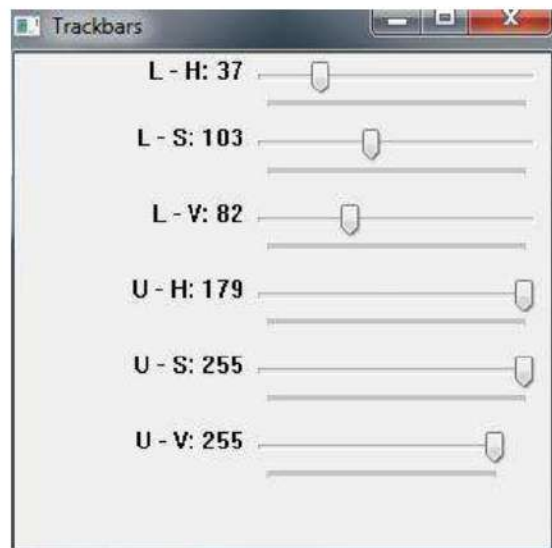 Trackbars
L - H: 37
L - S: 103
L - V: 82
U - H: 179
U - S: 255
U - V: 255